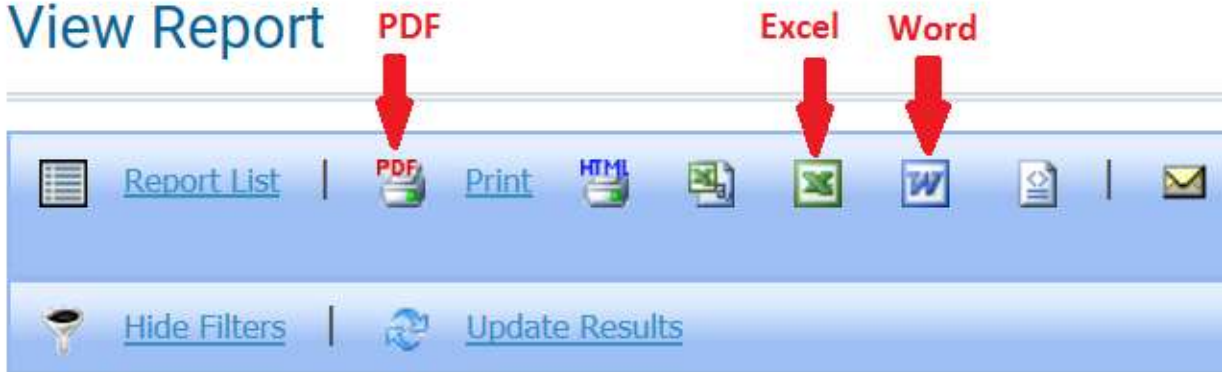 View Report PDF Excel Word
Report List | PDF Print HTML |
Hide Filters | Update Results